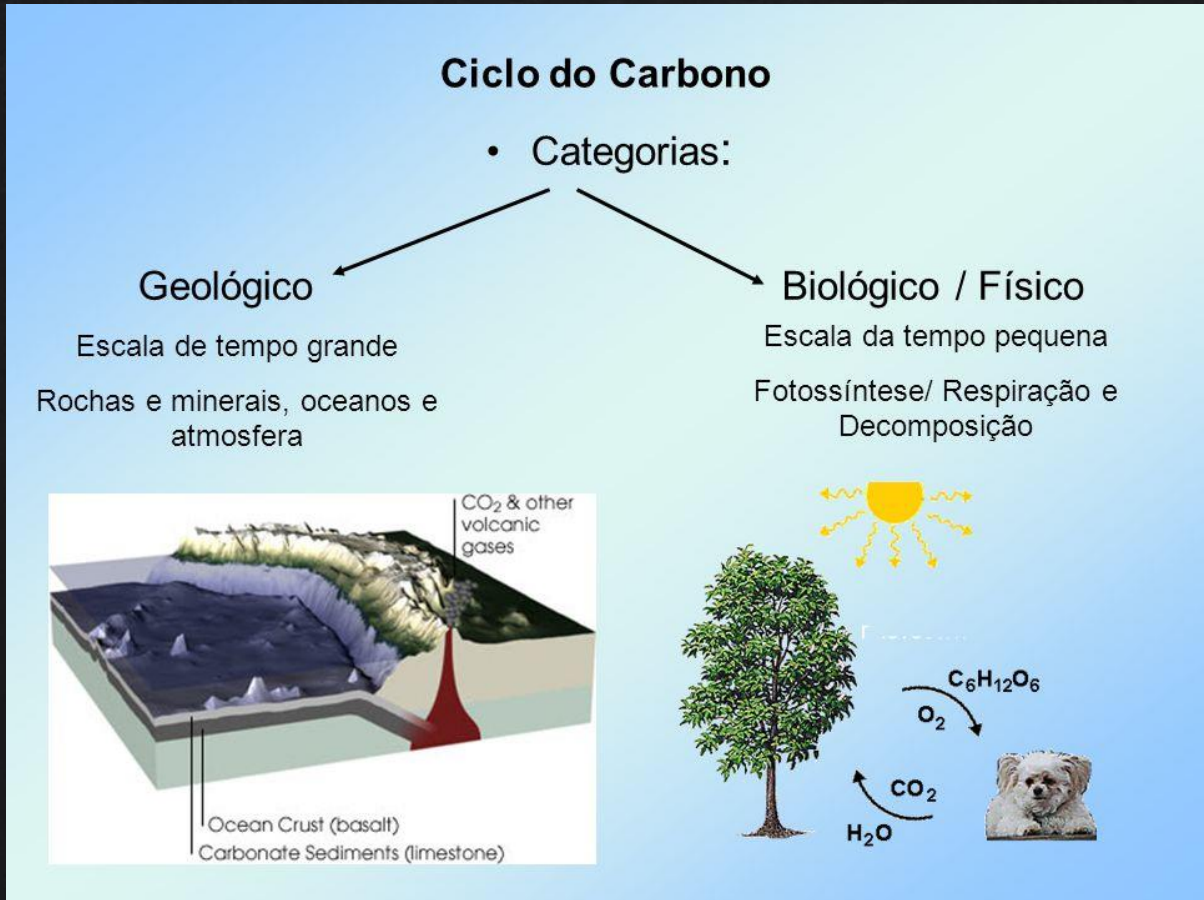 Ciclo do Carbono
• Categorias:
Geológico
Escala de tempo grande
Rochas e minerais, oceanos e
atmosfera
Biológico / Físico
Escala da tempo pequena
Fotossíntese/ Respiração e
Decomposição
CO₂ & other
volcanic
gases
Ocean Crust (basalt)
Carbonate Sediments (limestone)
C₆H₁₂O₆
O₂
CO₂
H₂O